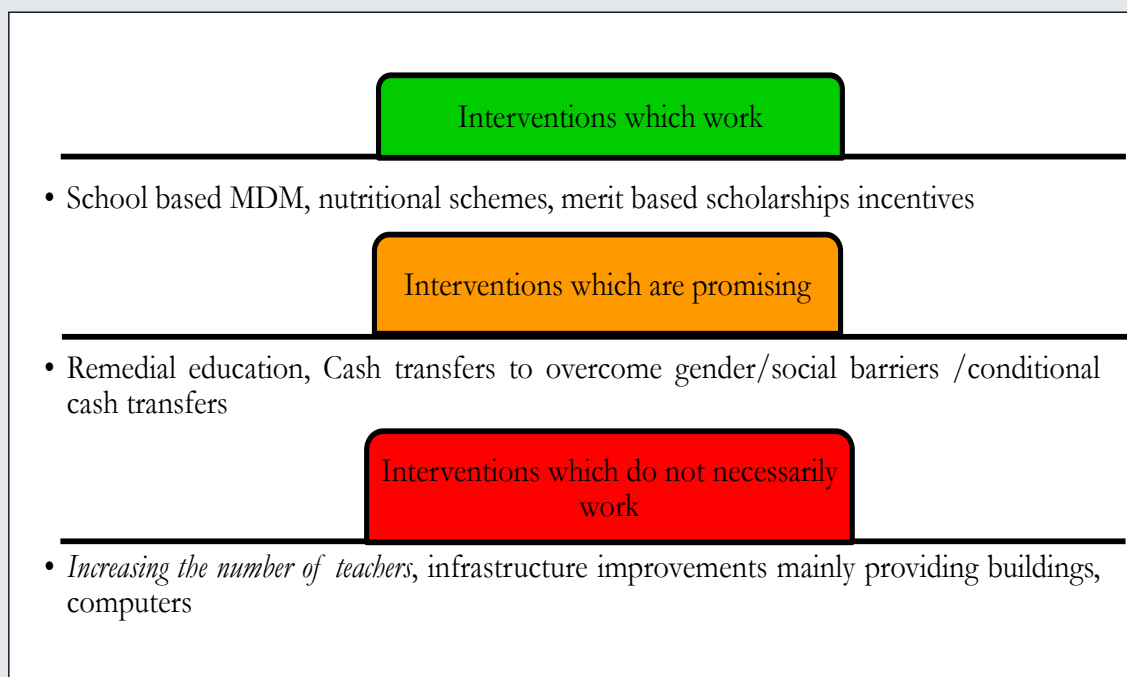 Interventions which work
• School based MDM, nutritional schemes, merit based scholarships incentives
Interventions which are promising
• Remedial education, Cash transfers to overcome gender/social barriers /conditional
cash transfers
Interventions which do not necessarily
work
• Increasing the number of teachers, infrastructure improvements mainly providing buildings,
computers